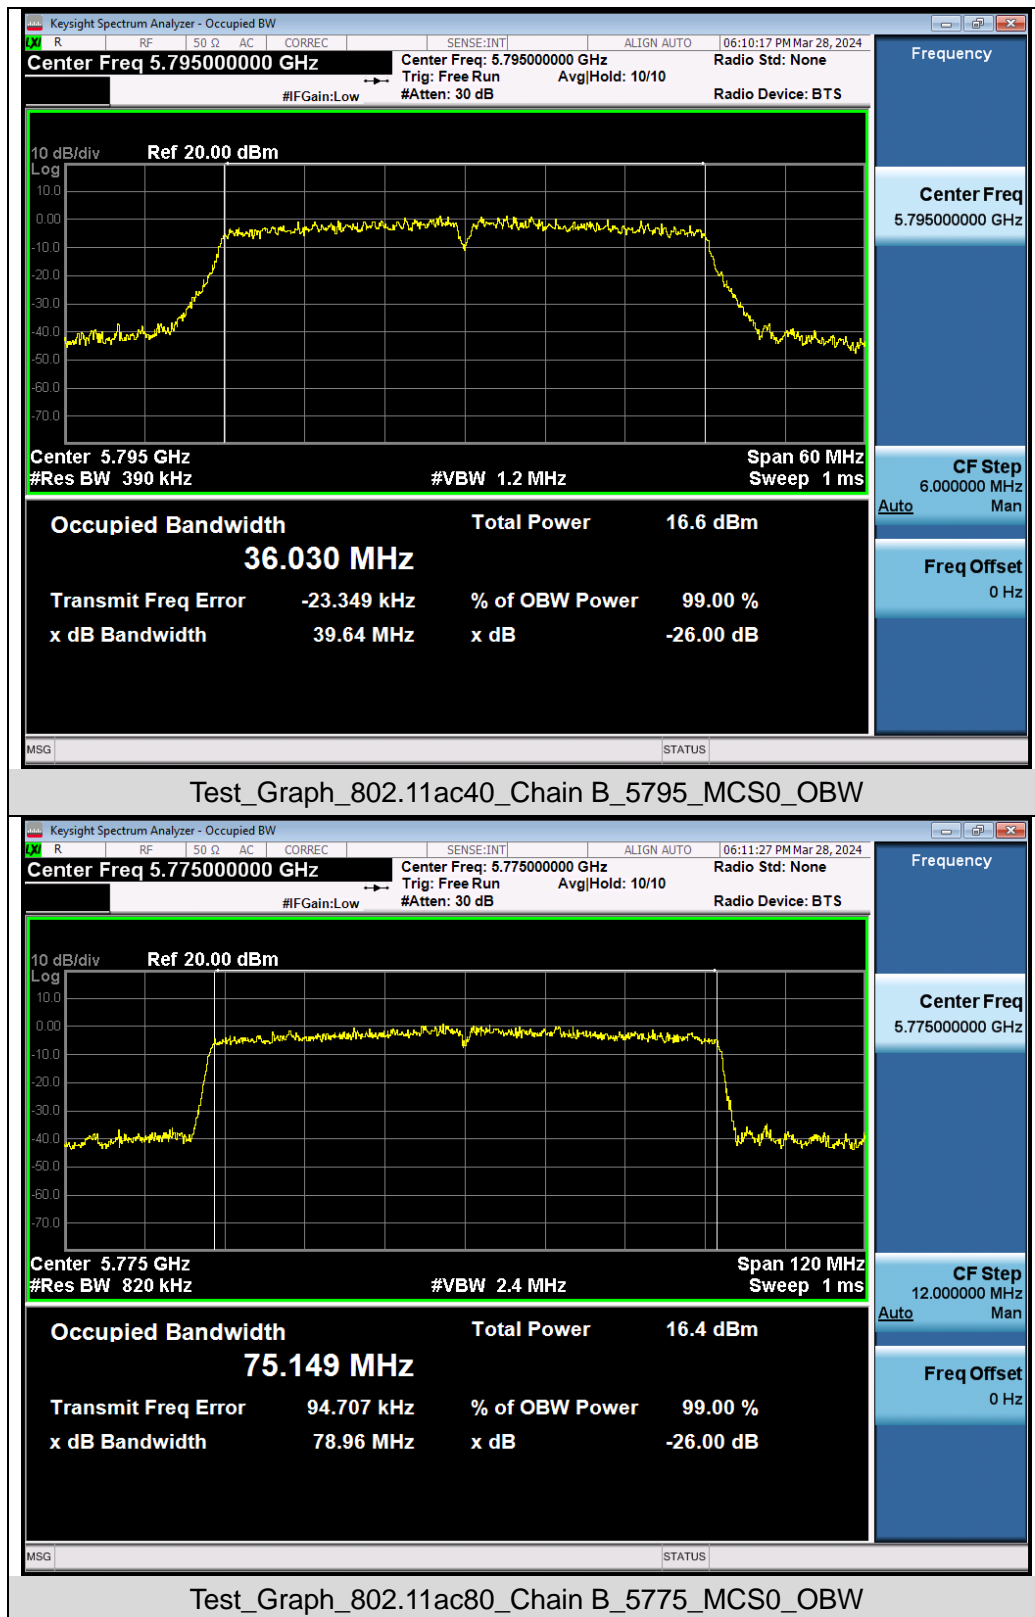 Keysight Spectrum Analyzer - Occupied BW
LXI R RF 50 Ω AC CORREC SENSE:INT ALIGN AUTO 06:10:17 PM Mar 28, 2024
Center Freq 5.795000000 GHz
Center Freq: 5.795000000 GHz
Radio Std: None
Trig: Free Run Avg|Hold: 10/10
#IFGain:Low
#Atten: 30 dB
Radio Device: BTS
10 dB/div Ref 20.00 dBm
Log
10.0
0.00
-10.0
-20.0
-30.0
-40.0
-50.0
-60.0
-70.0
Center 5.795 GHz Span 60 MHz
#Res BW 390 kHz #VBW 1.2 MHz Sweep 1 ms
Occupied Bandwidth Total Power 16.6 dBm
36.030 MHz
Transmit Freq Error -23.349 kHz % of OBW Power 99.00 %
x dB Bandwidth 39.64 MHz x dB -26.00 dB
MSG STATUS
Frequency
Center Freq
5.795000000 GHz
CF Step
6.000000 MHz
Auto Man
Freq Offset
0 Hz
Test_Graph_802.11ac40_Chain B_5795_MCS0_OBW
Keysight Spectrum Analyzer - Occupied BW
LXI R RF 50 Ω AC CORREC SENSE:INT ALIGN AUTO 06:11:27 PM Mar 28, 2024
Center Freq 5.775000000 GHz
Center Freq: 5.775000000 GHz
Radio Std: None
Trig: Free Run Avg|Hold: 10/10
#IFGain:Low
#Atten: 30 dB
Radio Device: BTS
10 dB/div Ref 20.00 dBm
Log
10.0
0.00
-10.0
-20.0
-30.0
-40.0
-50.0
-60.0
-70.0
Center 5.775 GHz Span 120 MHz
#Res BW 820 kHz #VBW 2.4 MHz Sweep 1 ms
Occupied Bandwidth Total Power 16.4 dBm
75.149 MHz
Transmit Freq Error 94.707 kHz % of OBW Power 99.00 %
x dB Bandwidth 78.96 MHz x dB -26.00 dB
MSG STATUS
Frequency
Center Freq
5.775000000 GHz
CF Step
12.000000 MHz
Auto Man
Freq Offset
0 Hz
Test_Graph_802.11ac80_Chain B_5775_MCS0_OBW